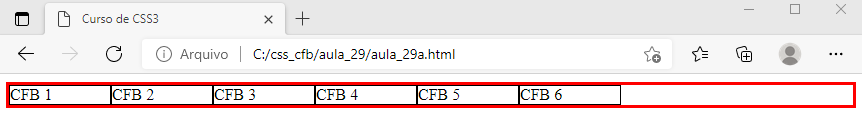 Curso de CSS3
Arquivo C:/css_cfb/aula_29/aula_29a.html
CFB 1 CFB 2 CFB 3 CFB 4 CFB 5 CFB 6